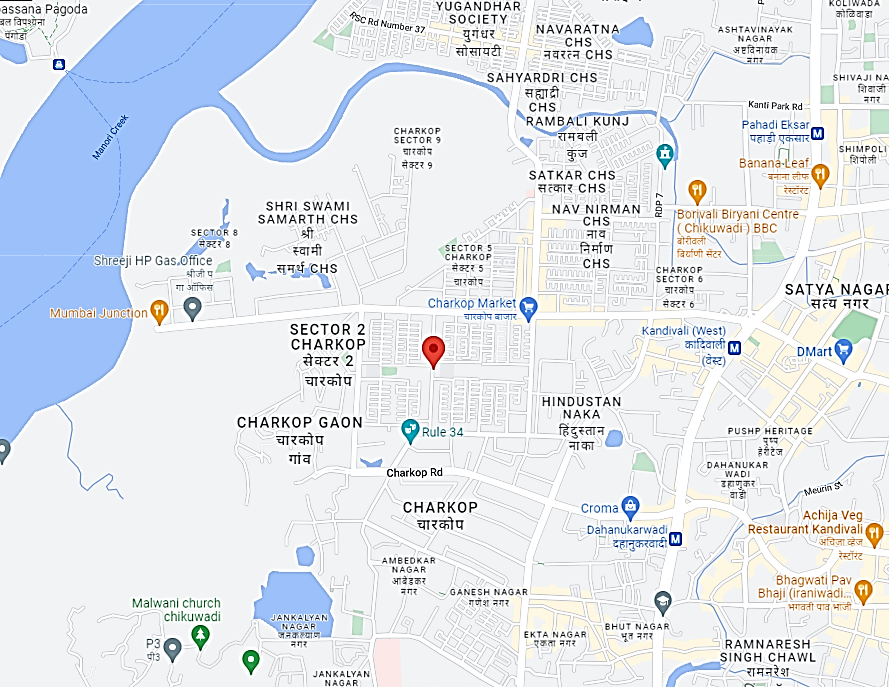 assana Pagoda
बल विपश्यना
पगोडा
YUGANDHAR
SOCIETY
युगंधर
सोसायटी
RSC Rd Number 37
NAVARATNA
CHS
नवरत्न CHS
KOLIWADA
कोळिवाडा
ASHTAVINAYAK
NAGAR
अष्टविनायक
नगर
SAHYARDRI CHS
सह्याद्री
CHS
SHIVAJI NA
शिवाजी
नगर
Kanti Park Rd
RAMBALI KUNJ
रामबली
कुंज
Pahadi Eksar
पहाड़ी एकसार
Manori Creek
CHARKOP
SECTOR 9
चारकोप
सेक्टर 9
SHIMPOLI
शिंपोली
Banana Leaf
बनाना लीफ
रेस्टॉरंट
SATKAR CHS
सत्कार CHS
RDP 7
SHRI SWAMI
SAMARTH CHS
श्री
स्वामी
समर्थ CHS
NAV NIRMAN
CHS
नाव
निर्माण
CHS
Borivali Biryani Centre
( Chikuwadi ) BBC
बोरीवली
बिर्याणी सेंटर
SECTOR 8
सेक्टर 8
SECTOR 5
CHARKOP
सेक्टर 5
चारकोप
Shreeji HP Gas Office
श्रीजी प
गा ऑफिस
CHARKOP
SECTOR 6
चारकोप
सेक्टर 6
SATYA NAGAR
सत्य नगर
Mumbai Junction
Charkop Market
चारकोप बाजार
SECTOR 2
CHARKOP
सेक्टर 2
चारकोप
Kandivali (West)
कांदिवाली
(वेस्ट)
DMart
HINDUSTAN
NAKA
हिंदुस्तान
नाका
CHARKOP GAON
चारकोप
गांव
Rule 34
PUSHP HERITAGE
पुष्प
हेरीटेज
Charkop Rd
DAHANUKAR
WADI
डहाणुकर
वाडी
Meurin St
CHARKOP
चारकोप
Croma
Dahanukarwadi
दहानुकरवादी
Achija Veg
Restaurant Kandivali
अचिजा व्हेज
रेस्टॉरंट
AMBEDKAR
NAGAR
आंबेडकर
नगर
GANESH NAGAR
गणेश नगर
Bhagwati Pav
Bhaji (iraniwadi...
भगवती पाव भाजी
Malwani church
chikuwadi
JANKALYAN
NAGAR
जनकल्याण
नगर
BHUT NAGAR
भूत नगर
EKTA NAGAR
एकता नगर
P3
पी3
RAMNARESH
SINGH CHAWL
रामनरेश
JANKALYAN
NAGAR